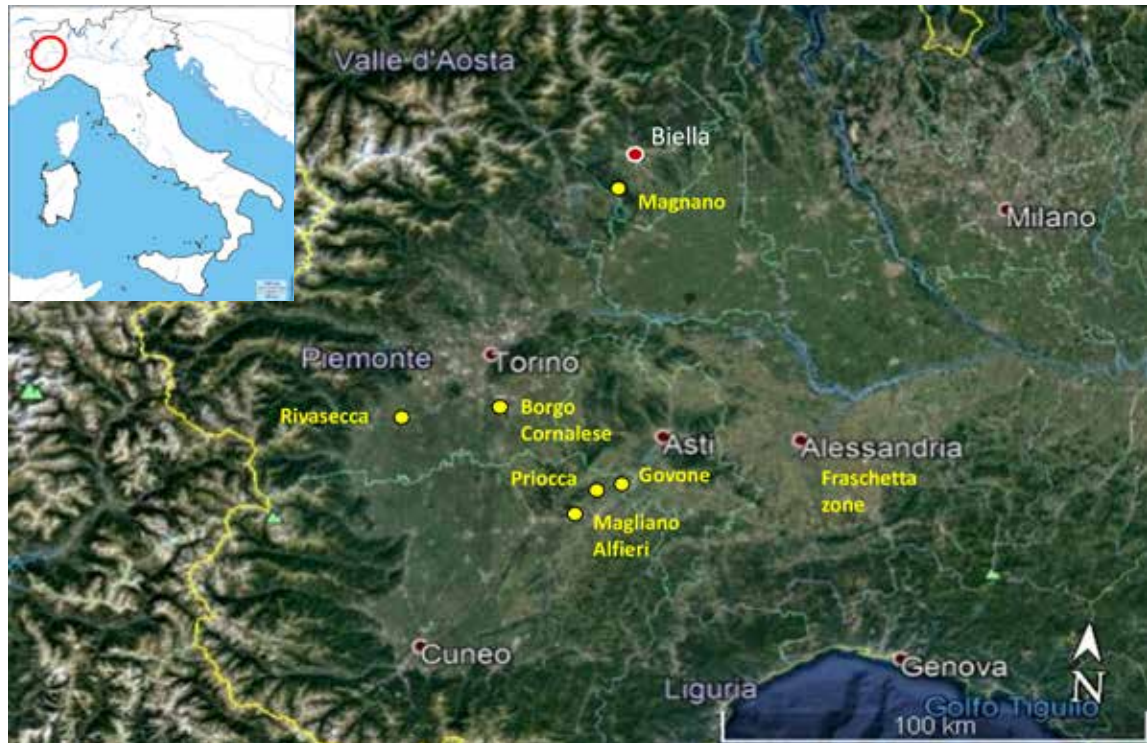 Valle d'Aosta
Biella
Magnano
Milano
Piemonte
Torino
Rivasecca
Borgo
Cornalese
Asti
Alessandria
Priocca
Govone
Fraschetta
zone
Magliano
Alfieri
Cuneo
Genova
N
Liguria
Golfo Tigullio
100 km